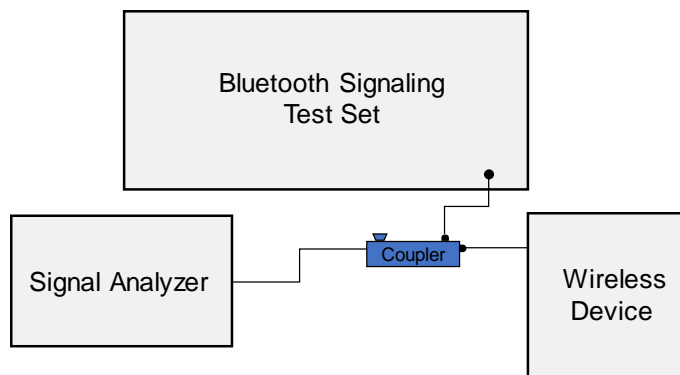 Bluetooth Signaling
Test Set
Coupler
Signal Analyzer
Wireless
Device